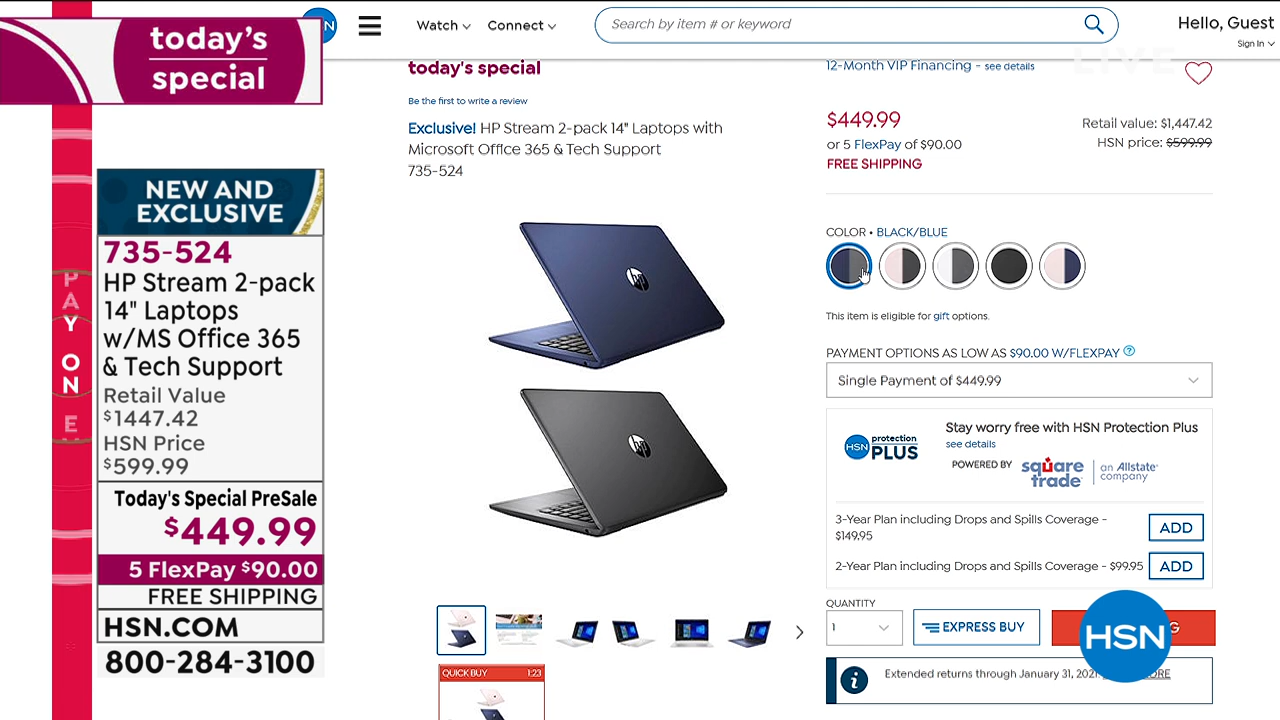 today's
special
HSN
Watch
Connect
Search by item # or keyword
Hello, Guest
Sign In
LIVE
NEW AND
EXCLUSIVE
735-524
HP Stream 2-pack
14" Laptops
w/MS Office 365
& Tech Support
Retail Value
$1447.42
HSN Price
$599.99
Today's Special PreSale
$449.99
5 FlexPay $90.00
FREE SHIPPING
HSN.COM
800-284-3100
PAY
ON
E
today's special
Be the first to write a review
Exclusive! HP Stream 2-pack 14" Laptops with
Microsoft Office 365 & Tech Support
735-524
hp
hp
QUICK BUY 1:23
12-Month VIP Financing - see details
$449.99
Retail value: $1,447.42
or 5 FlexPay of $90.00
HSN price: $599.99
FREE SHIPPING
COLOR • BLACK/BLUE
This item is eligible for gift options.
PAYMENT OPTIONS AS LOW AS $90.00 W/FLEXPAY ?
Single Payment of $449.99
HSN protection PLUS
Stay worry free with HSN Protection Plus
see details
POWERED BY square trade | an Allstate company
3-Year Plan including Drops and Spills Coverage -
$149.95
ADD
2-Year Plan including Drops and Spills Coverage - $99.95
ADD
QUANTITY
1
EXPRESS BUY
HSN
Extended returns through January 31, 2021.